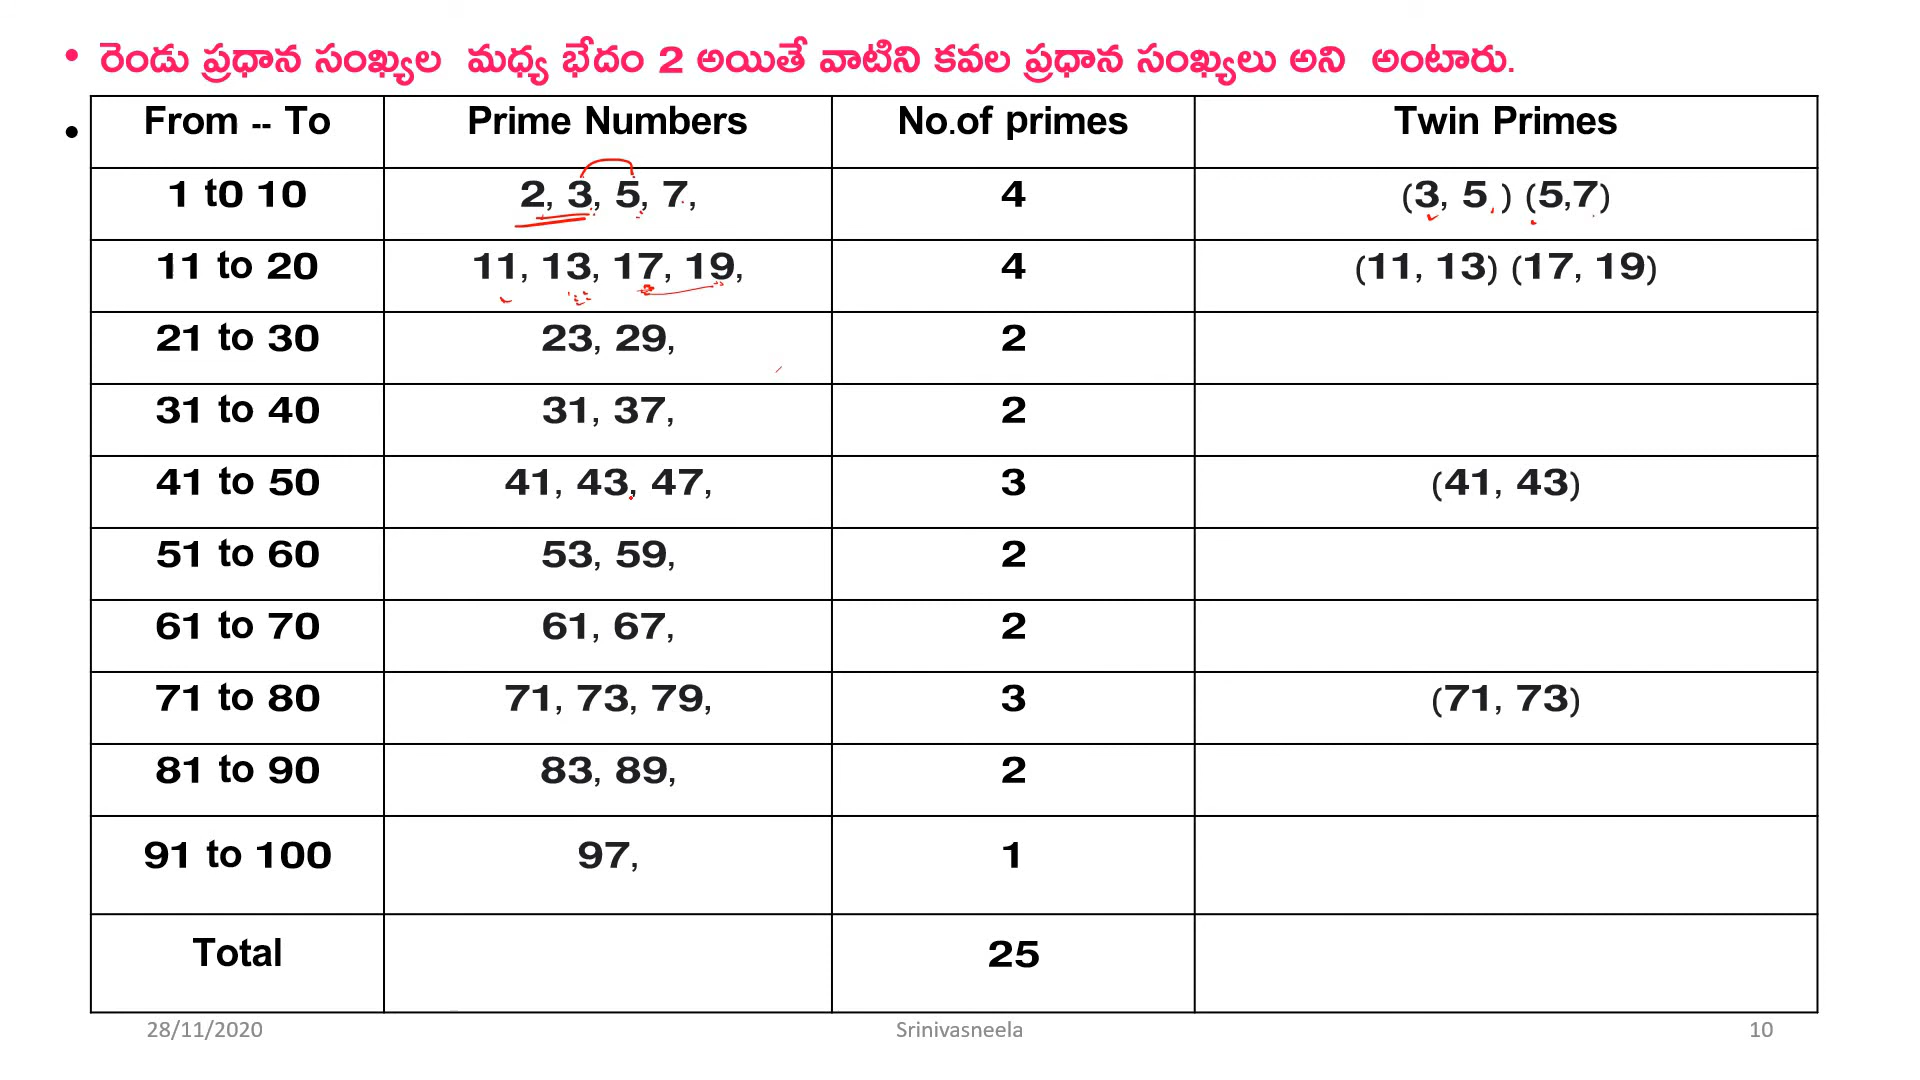 • రెండు ప్రధాన సంఖ్యల మధ్య భేదం 2 అయితే వాటిని కవల ప్రధాన సంఖ్యలు అని అంటారు.
• From -- To Prime Numbers No.of primes Twin Primes
1 t0 10 2, 3, 5, 7, 4 (3, 5 ) (5,7)
11 to 20 11, 13, 17, 19, 4 (11, 13) (17, 19)
21 to 30 23, 29, 2
31 to 40 31, 37, 2
41 to 50 41, 43, 47, 3 (41, 43)
51 to 60 53, 59, 2
61 to 70 61, 67, 2
71 to 80 71, 73, 79, 3 (71, 73)
81 to 90 83, 89, 2
91 to 100 97, 1
Total 25
28/11/2020 Srinivasneela 10